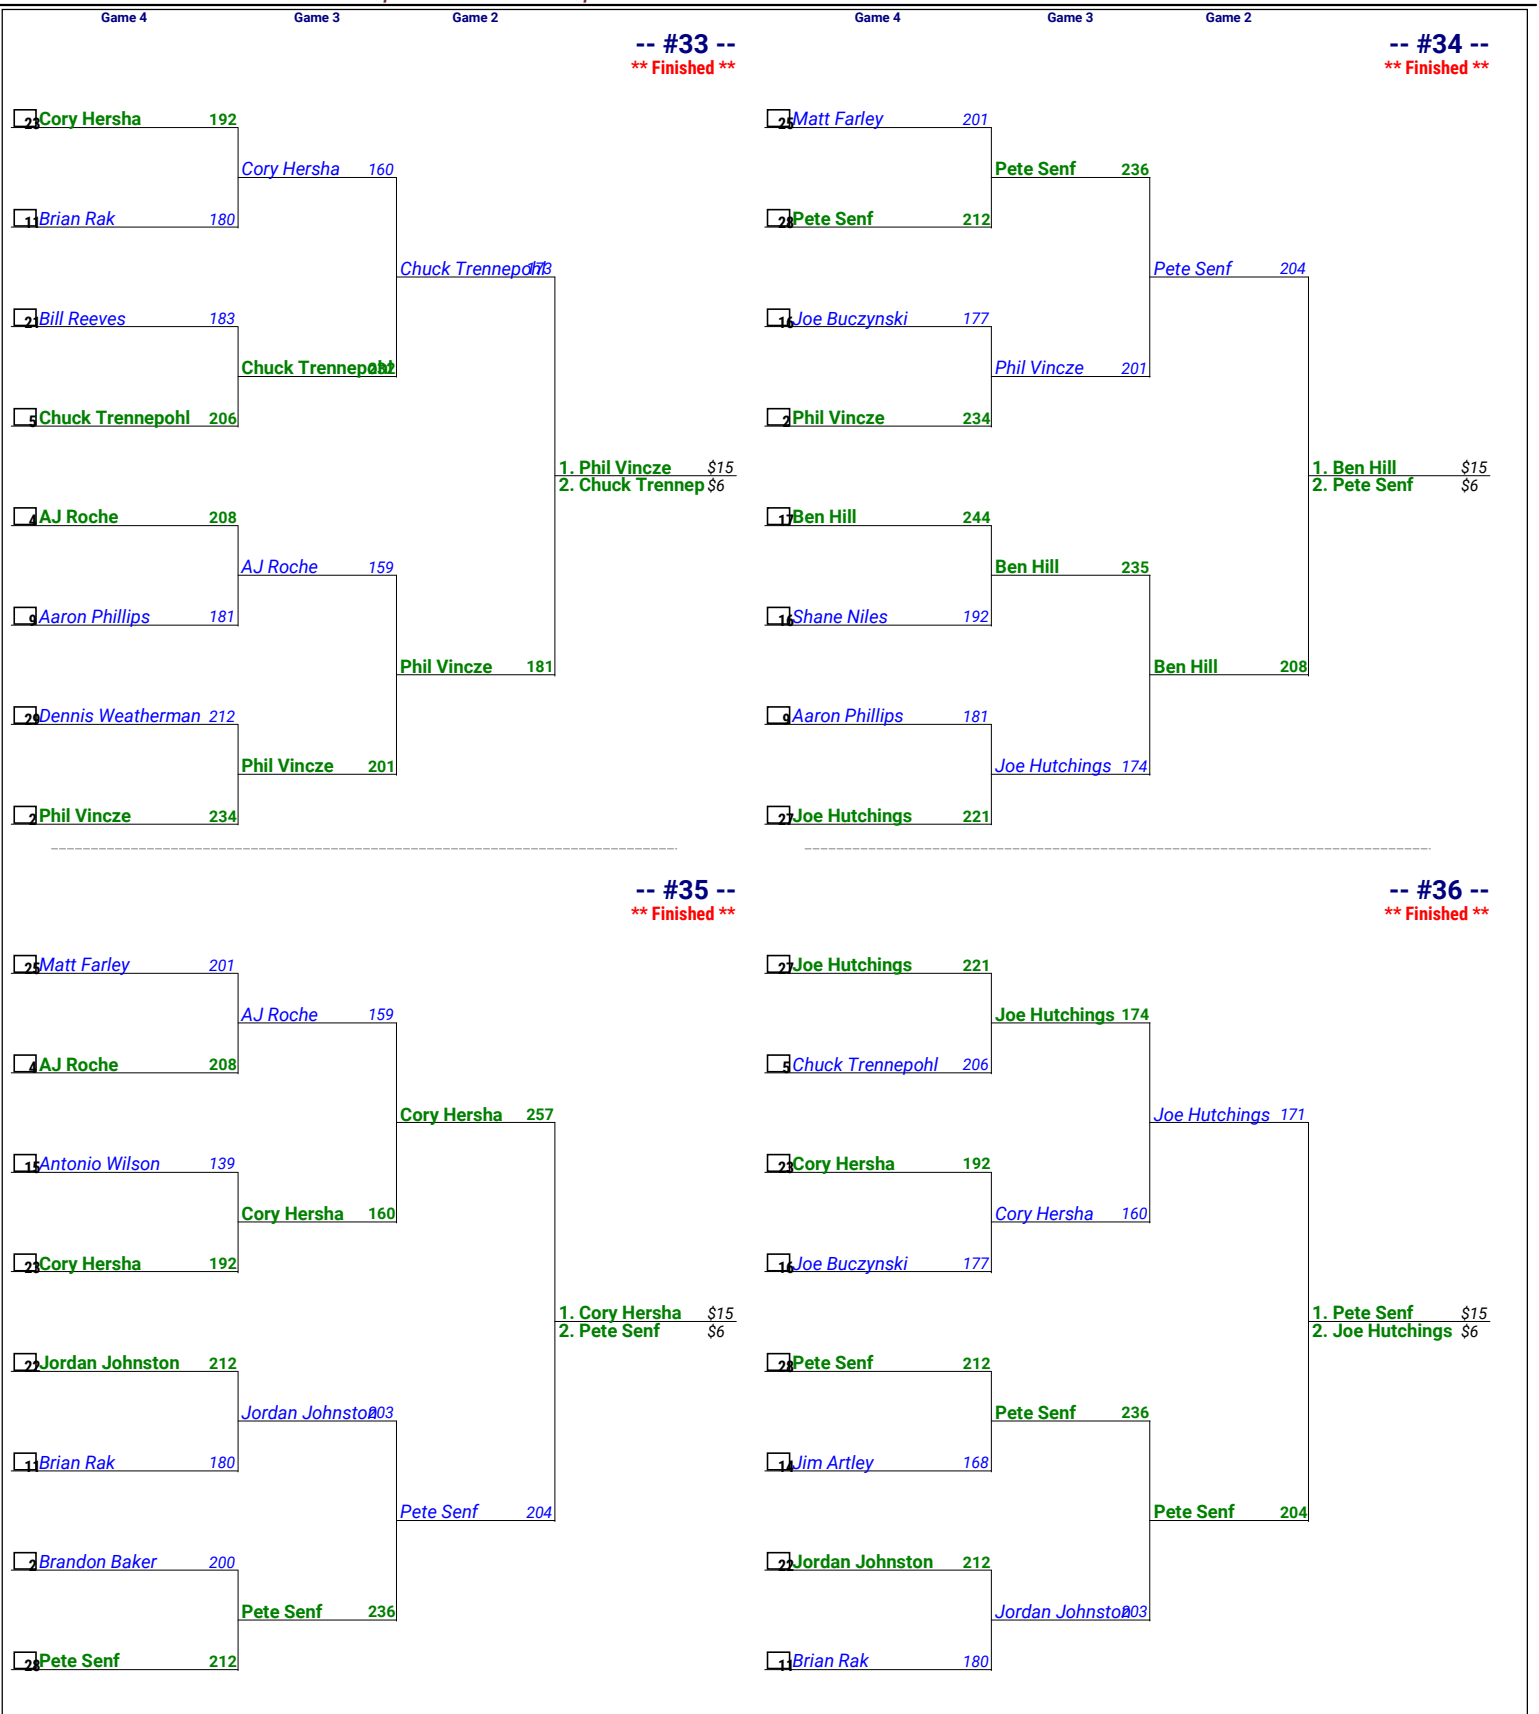 Game 4 Game 3 Game 2 Game 4 Game 3 Game 2
-- #33 --
** Finished **
23 Cory Hersha 192
Cory Hersha 160
11 Brian Rak 180
Chuck Trennepohl 173
21 Bill Reeves 183
Chuck Trennepohl 232
5 Chuck Trennepohl 206
1. Phil Vincze $15
2. Chuck Trennep $6
4 AJ Roche 208
AJ Roche 159
9 Aaron Phillips 181
Phil Vincze 181
29 Dennis Weatherman 212
Phil Vincze 201
2 Phil Vincze 234
-- #34 --
** Finished **
25 Matt Farley 201
Pete Senf 236
28 Pete Senf 212
Pete Senf 204
16 Joe Buczynski 177
Phil Vincze 201
2 Phil Vincze 234
1. Ben Hill $15
2. Pete Senf $6
17 Ben Hill 244
Ben Hill 235
16 Shane Niles 192
Ben Hill 208
9 Aaron Phillips 181
Joe Hutchings 174
27 Joe Hutchings 221
-- #35 --
** Finished **
25 Matt Farley 201
AJ Roche 159
4 AJ Roche 208
Cory Hersha 257
15 Antonio Wilson 139
Cory Hersha 160
23 Cory Hersha 192
1. Cory Hersha $15
2. Pete Senf $6
22 Jordan Johnston 212
Jordan Johnston 203
11 Brian Rak 180
Pete Senf 204
2 Brandon Baker 200
Pete Senf 236
28 Pete Senf 212
-- #36 --
** Finished **
27 Joe Hutchings 221
Joe Hutchings 174
5 Chuck Trennepohl 206
Joe Hutchings 171
23 Cory Hersha 192
Cory Hersha 160
16 Joe Buczynski 177
1. Pete Senf $15
2. Joe Hutchings $6
28 Pete Senf 212
Pete Senf 236
14 Jim Artley 168
Pete Senf 204
22 Jordan Johnston 212
Jordan Johnston 203
11 Brian Rak 180